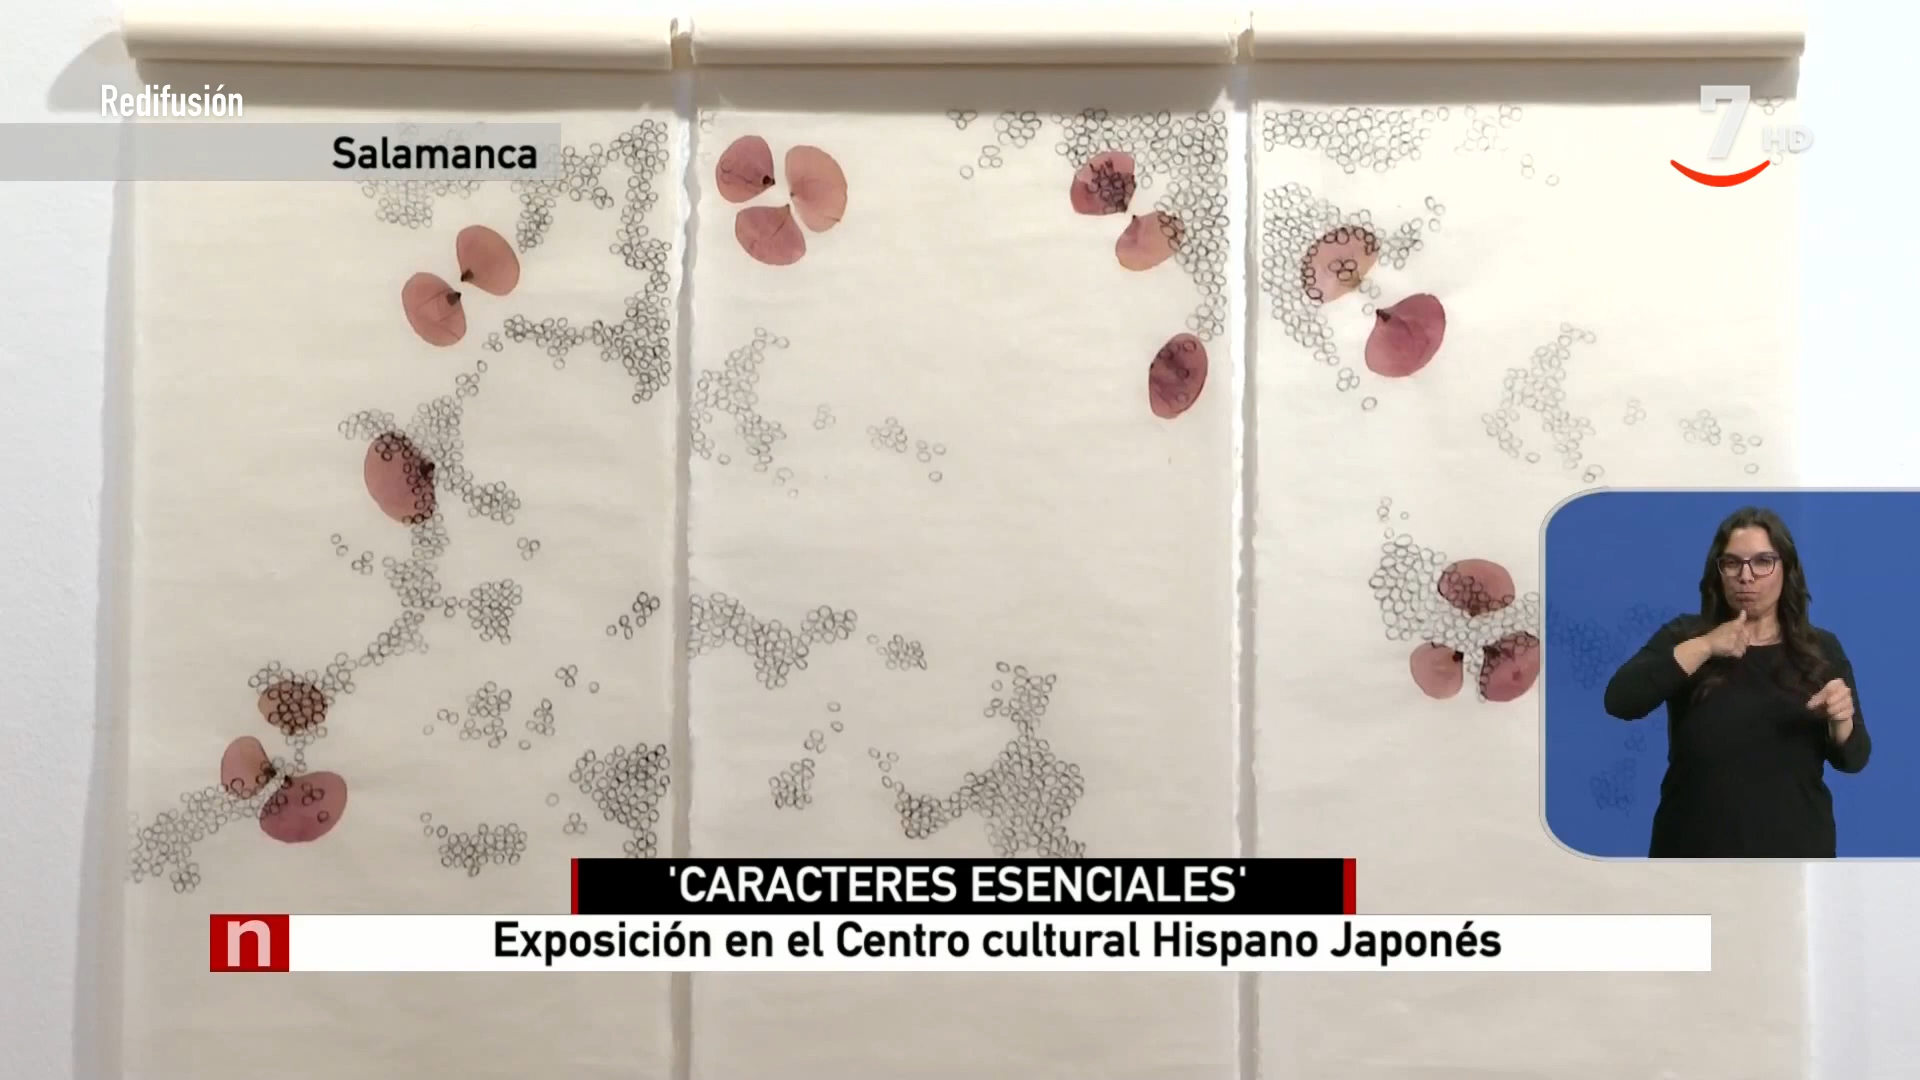 Redifusión
Salamanca
7 HD
'CARACTERES ESENCIALES'
n Exposición en el Centro cultural Hispano Japonés